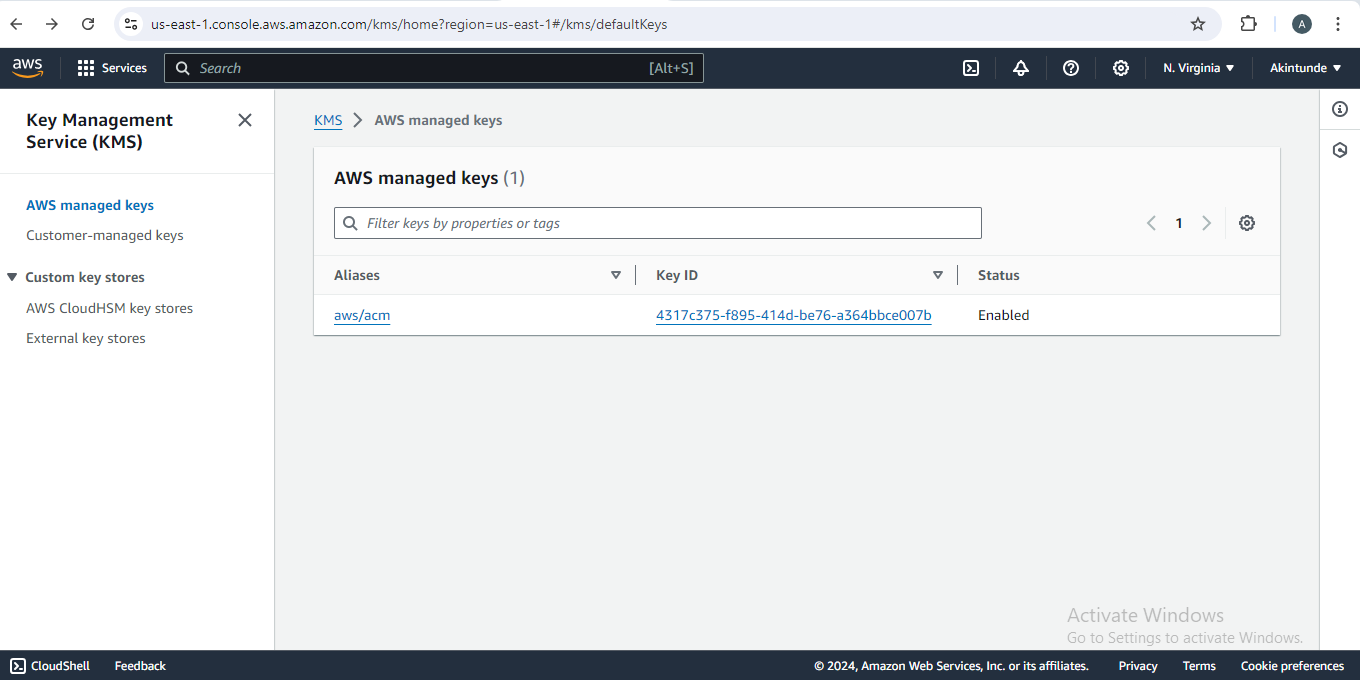 us-east-1.console.aws.amazon.com/kms/home?region=us-east-1#/kms/defaultKeys
A
aws
Services
Search
[Alt+S]
N. Virginia
Akintunde
Key Management
Service (KMS)
AWS managed keys
Customer-managed keys
Custom key stores
AWS CloudHSM key stores
External key stores
KMS
AWS managed keys
AWS managed keys (1)
Filter keys by properties or tags
1
Aliases
Key ID
Status
aws/acm
4317c375-f895-414d-be76-a364bbce007b
Enabled
Activate Windows
Go to Settings to activate Windows.
CloudShell
Feedback
© 2024, Amazon Web Services, Inc. or its affiliates.
Privacy
Terms
Cookie preferences